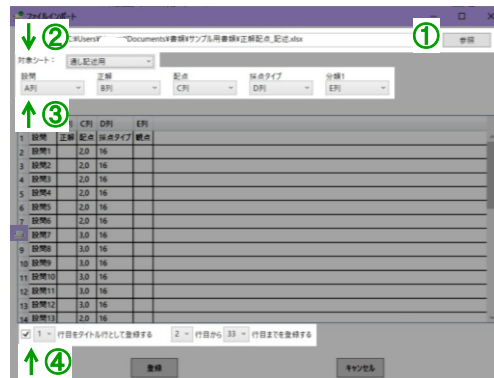 ファイルインポート
② C:¥Users¥ Documents¥書類¥サンプル用書類¥正解配点_記述.xlsx ① 参照
対象シート： 通し記述用
設問 正解 配点 採点タイプ 分類1
A列 B列 C列 D列 E列
③
C列 D列 E列
1 設問 正解 配点 採点タイプ 観点
2 設問1 2.0 16
3 設問2 2.0 16
4 設問3 2.0 16
5 設問4 2.0 16
6 設問5 2.0 16
7 設問6 2.0 16
設問7 3.0 16
9 設問8 3.0 16
10 設問9 3.0 16
11 設問10 3.0 16
12 設問11 3.0 16
13 設問12 3.0 16
14 設問13 2.0 16
1 行目をタイトル行として登録する 2 行目から 33 行目までを登録する
④
登録 キャンセル